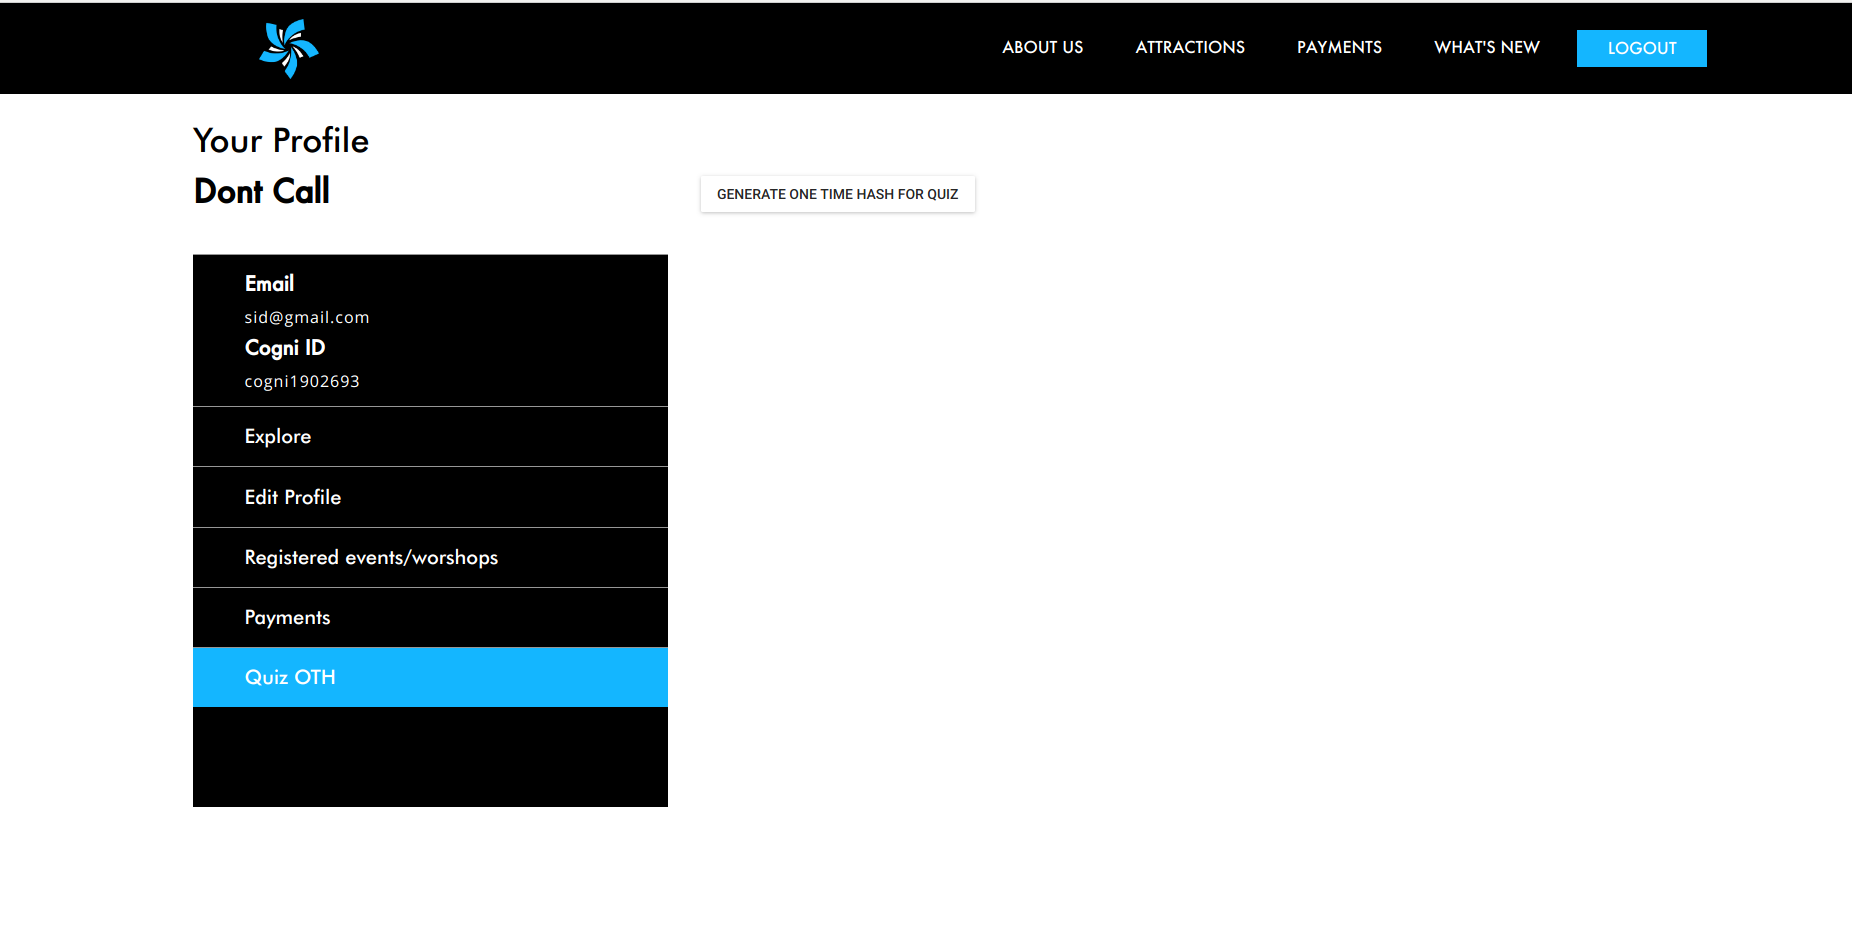 ABOUT US
ATTRACTIONS
PAYMENTS
WHAT'S NEW
LOGOUT
Your Profile
Dont Call
GENERATE ONE TIME HASH FOR QUIZ
Email
sid@gmail.com
Cogni ID
cogni1902693
Explore
Edit Profile
Registered events/worshops
Payments
Quiz OTH